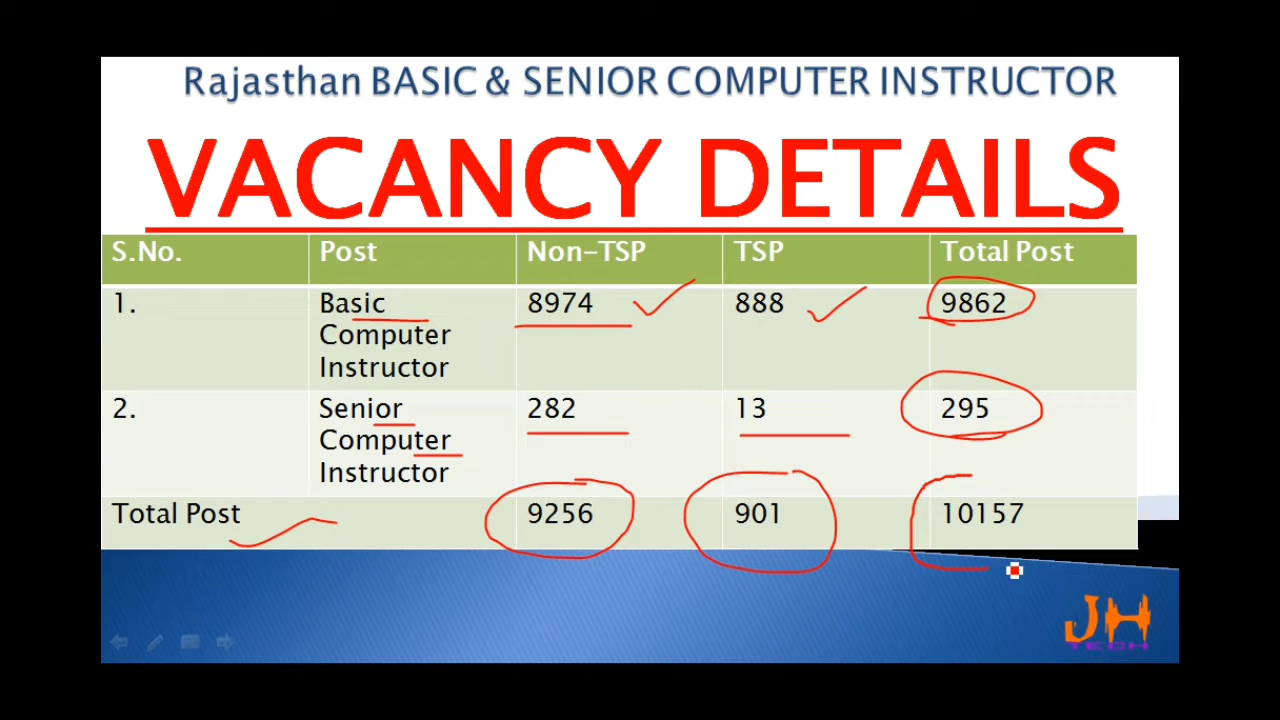 Rajasthan BASIC & SENIOR COMPUTER INSTRUCTOR
VACANCY DETAILS
S.No. Post Non-TSP TSP Total Post
1. Basic 8974 888 9862
Computer
Instructor
2. Senior 282 13 295
Computer
Instructor
Total Post 9256 901 10157
JH
TECH